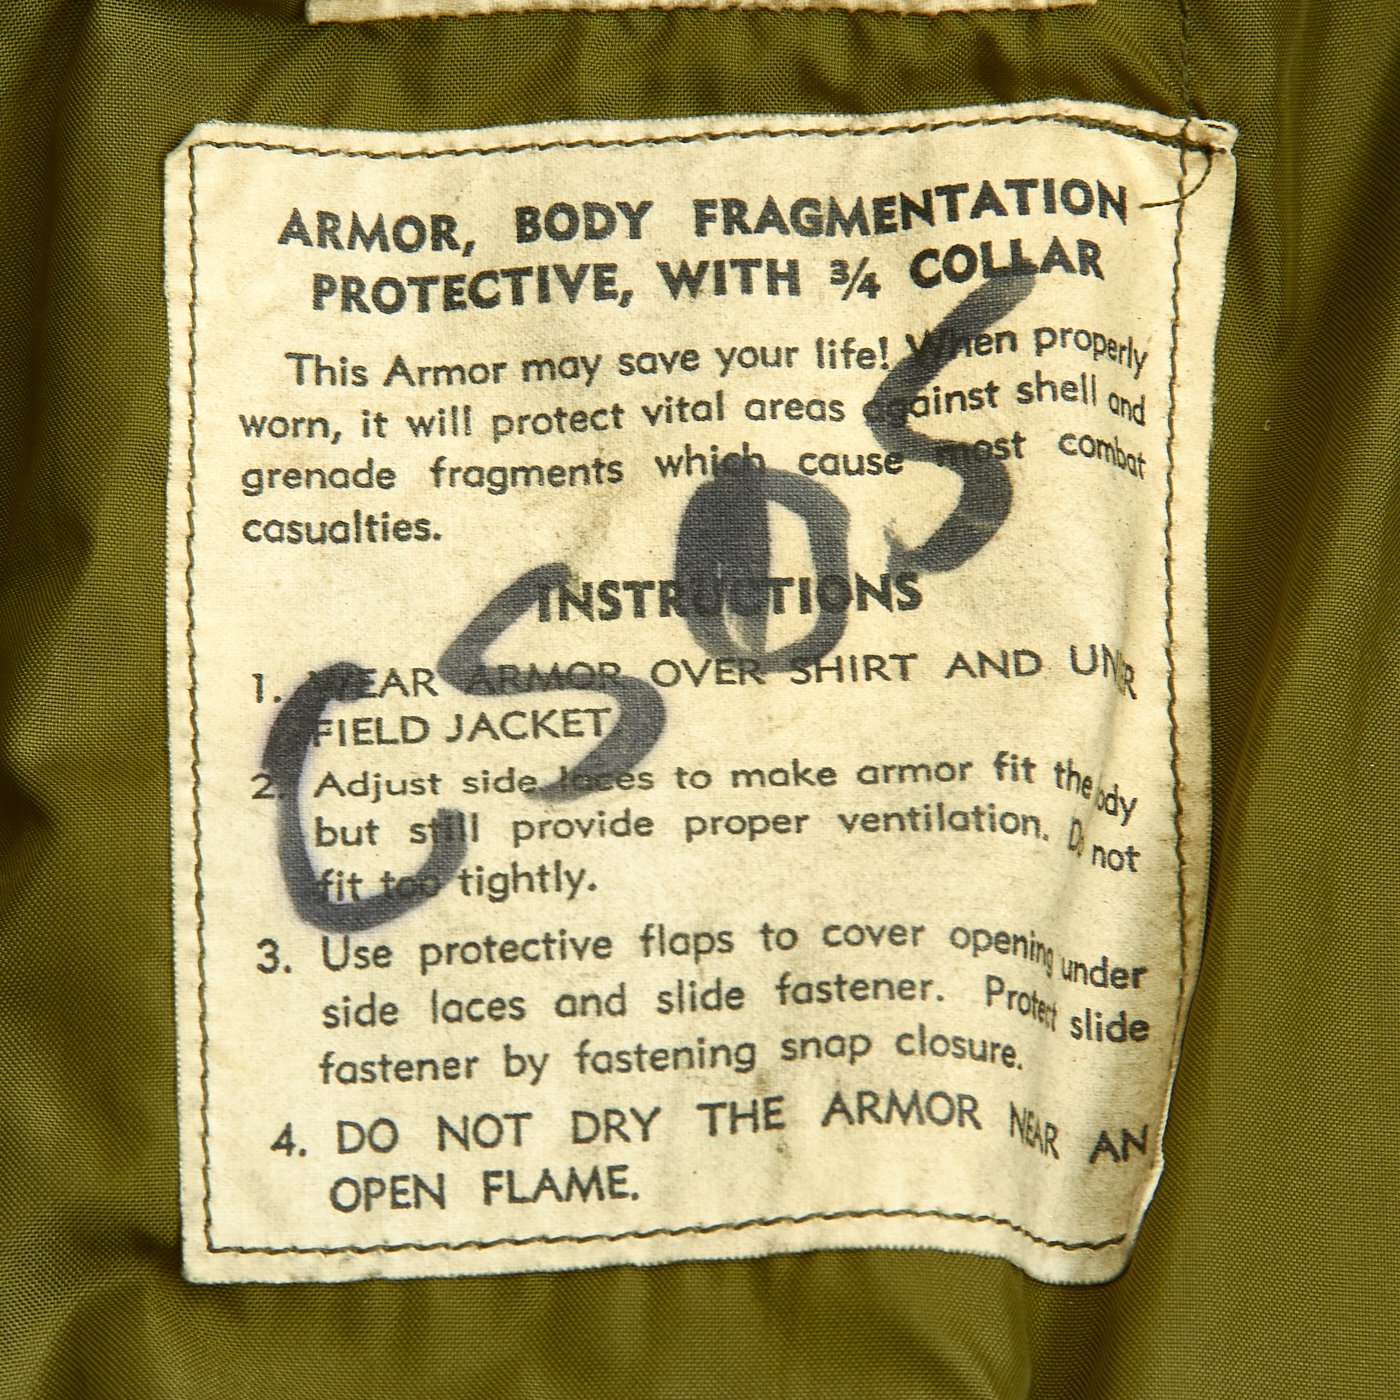 ARMOR, BODY FRAGMENTATION
PROTECTIVE, WITH ¾ COLLAR
This Armor may save your life! When properly
worn, it will protect vital areas against shell and
grenade fragments which cause most combat
casualties.
INSTRUCTIONS
1. WEAR ARMOR OVER SHIRT AND UNR
FIELD JACKET
2. Adjust side laces to make armor fit the ody
but still provide proper ventilation. D not
fit too tightly.
3. Use protective flaps to cover opening under
side laces and slide fastener. Protect slide
fastener by fastening snap closure.
4. DO NOT DRY THE ARMOR NEAR AN
OPEN FLAME.